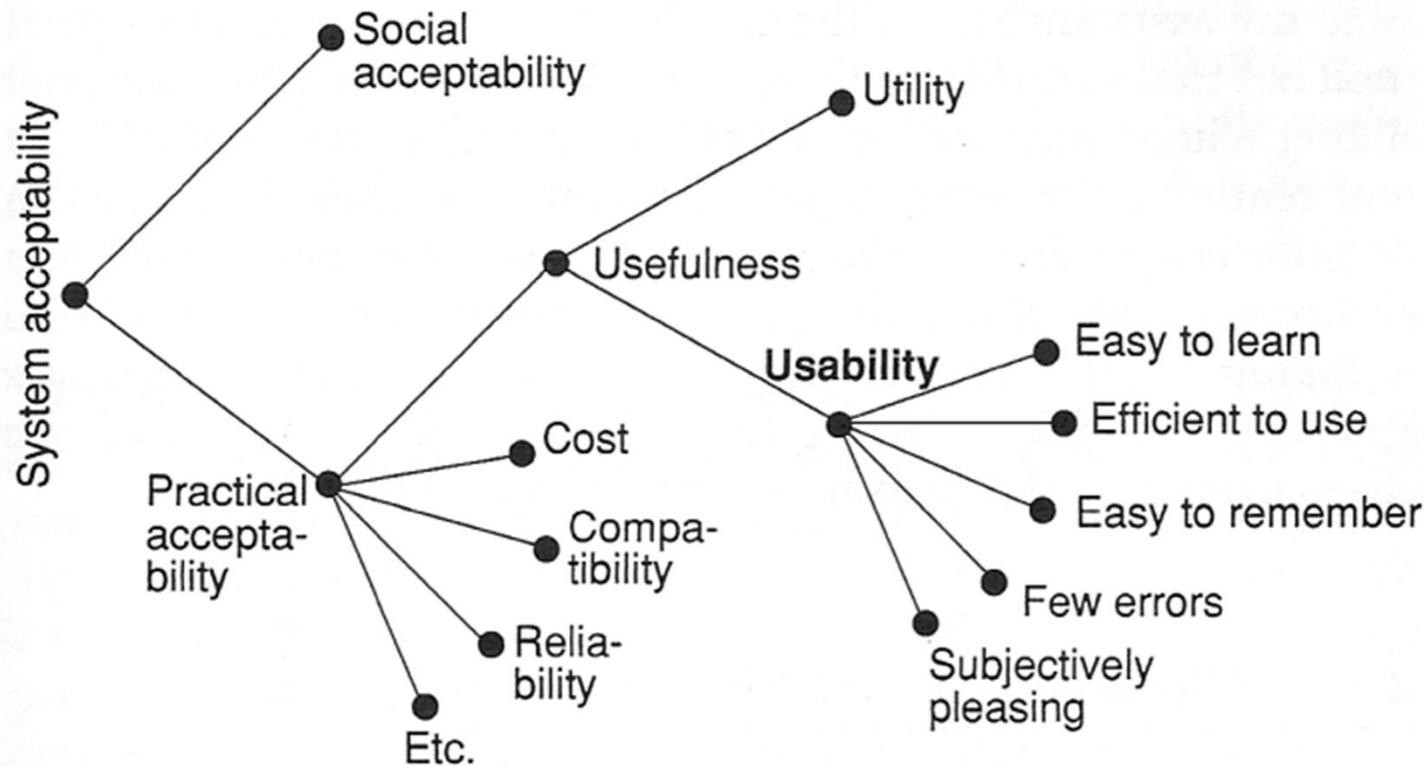 System acceptability
Social
acceptability
Practical
accepta-
bility
Usefulness
Utility
Usability
Easy to learn
Efficient to use
Easy to remember
Few errors
Subjectively
pleasing
Cost
Compa-
tibility
Relia-
bility
Etc.